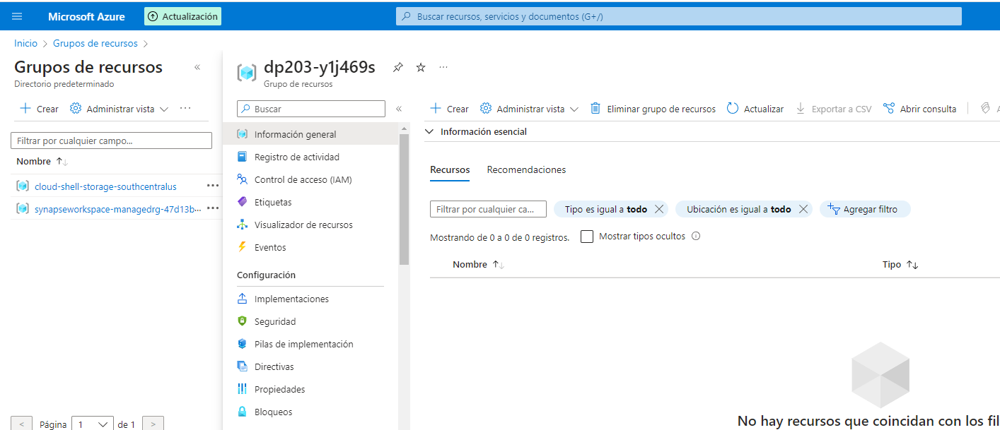 Microsoft Azure
Actualización
Buscar recursos, servicios y documentos (G+/)
Inicio > Grupos de recursos >
Grupos de recursos
Directorio predeterminado
+ Crear
Administrar vista
Filtrar por cualquier campo...
Nombre
cloud-shell-storage-southcentralus
synapseworkspace-managedrg-47d13b...
< Página 1 de 1 >
dp203-y1j469s
Grupo de recursos
Buscar
Información general
Registro de actividad
Control de acceso (IAM)
Etiquetas
Visualizador de recursos
Eventos
Configuración
Implementaciones
Seguridad
Pilas de implementación
Directivas
Propiedades
Bloqueos
+ Crear
Administrar vista
Eliminar grupo de recursos
Actualizar
Exportar a CSV
Abrir consulta
Información esencial
Recursos
Recomendaciones
Filtrar por cualquier ca...
Tipo es igual a todo
Ubicación es igual a todo
Agregar filtro
Mostrando de 0 a 0 de 0 registros.
Mostrar tipos ocultos
Nombre
Tipo
No hay recursos que coincidan con los fil